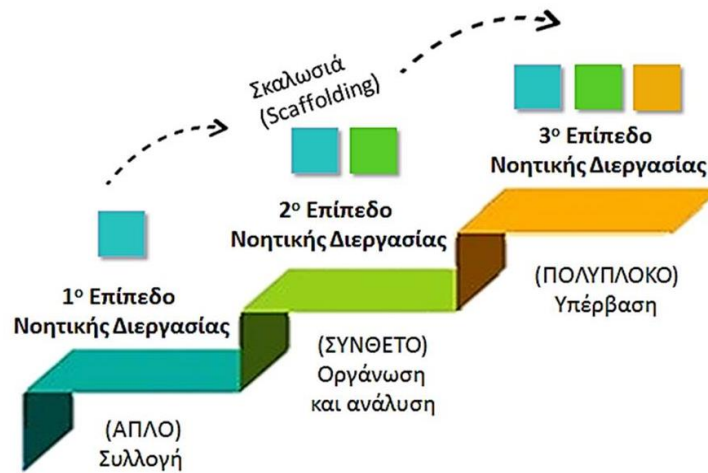 Σκαλωσιά
(Scaffolding)
1ο Επίπεδο
Νοητικής Διεργασίας
(ΑΠΛΟ)
Συλλογή
2ο Επίπεδο
Νοητικής Διεργασίας
(ΣΥΝΘΕΤΟ)
Οργάνωση
και ανάλυση
3ο Επίπεδο
Νοητικής Διεργασίας
(ΠΟΛΥΠΛΟΚΟ)
Υπέρβαση